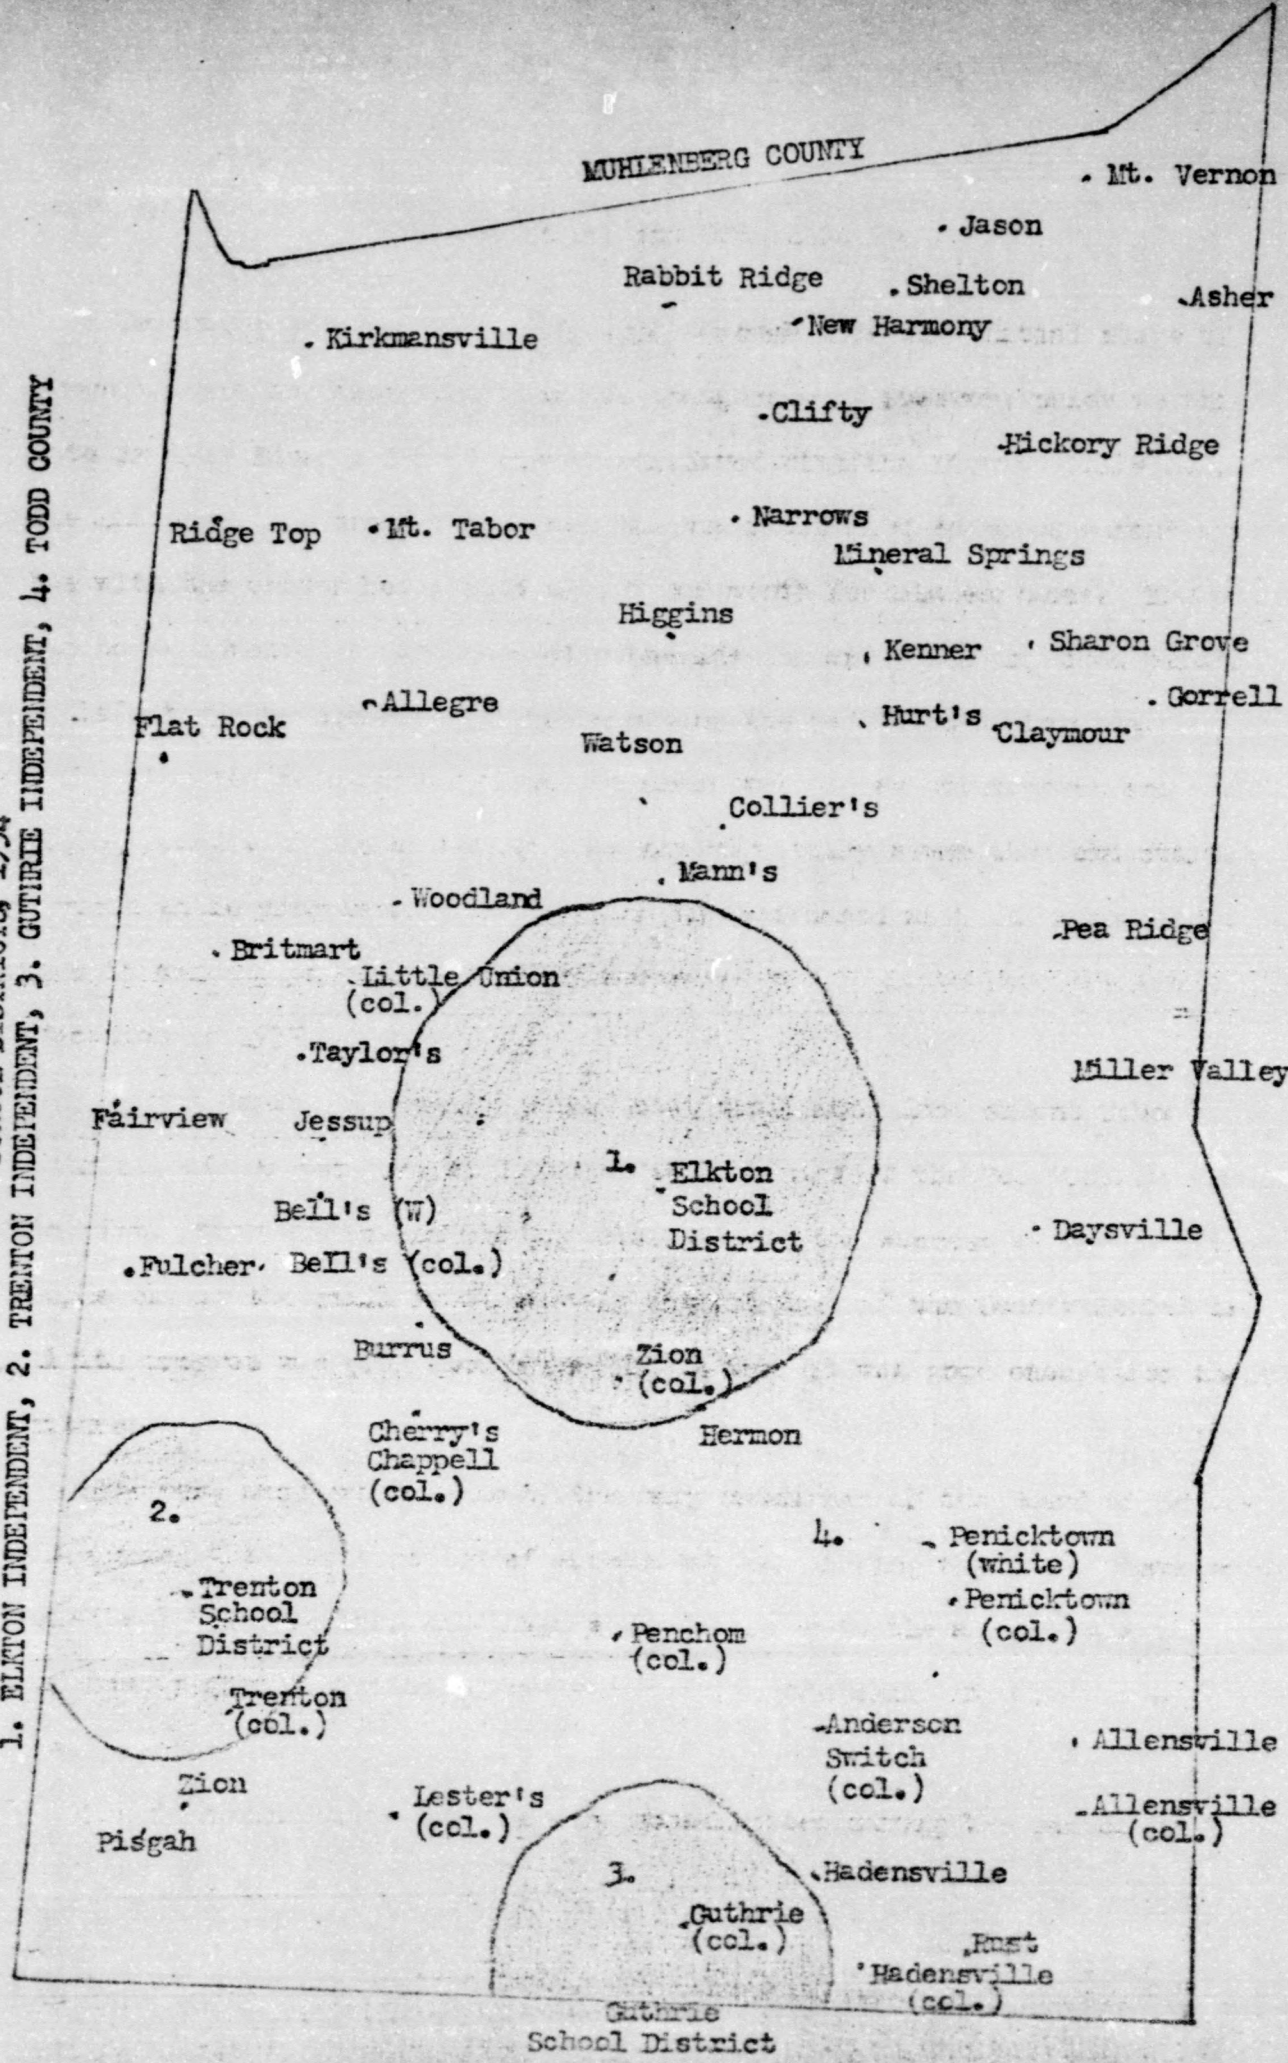 MUHLENBERG COUNTY
Mt. Vernon
Jason
Rabbit Ridge
Shelton
Asher
New Harmony
Kirkmansville
Clifty
Hickory Ridge
Narrows
Ridge Top
Mt. Tabor
Mineral Springs
Higgins
Kenner
Sharon Grove
Allegre
Gorrell
Flat Rock
Hurt's
Claymour
Watson
Collier's
Mann's
Woodland
Pea Ridge
Britmart
Little Union
(col.)
Taylor's
Miller Valley
Fairview
Jessup
1. Elkton
School
District
Bell's (W)
Daysville
Fulcher
Bell's (col.)
Burrus
Zion
(col.)
Cherry's
Chappell
(col.)
Hermon
2.
4.
Penicktown
(white)
Trenton
School
District
Penicktown
(col.)
Penchom
(col.)
Trenton
(col.)
Anderson
Switch
(col.)
Allensville
Zion
Lester's
(col.)
Allensville
(col.)
Pisgah
3.
Hadensville
Guthrie
(col.)
Rust
Hadensville
(col.)
Guthrie
School District
1. ELKTON INDEPENDENT, 2. TRENTON INDEPENDENT, 3. GUTHRIE INDEPENDENT, 4. TODD COUNTY